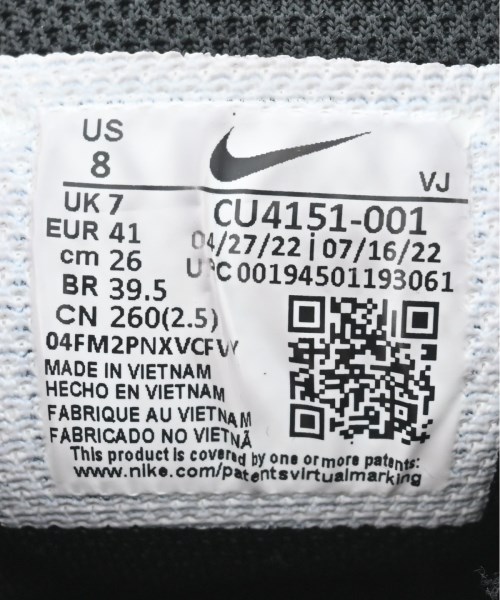 US
8
VJ
UK 7
EUR 41
cm 26
BR 39.5
CN 260(2.5)
04FM2PNXVCFVV
CU4151-001
04/27/22 | 07/16/22
UPC 00194501193061
MADE IN VIETNAM
HECHO EN VIETNAM
FABRIQUE AU VIETNAM
FABRICADO NO VIETNÃ
This product is covered by one or more patents:
www.nike.com/patentsvirtualmarking